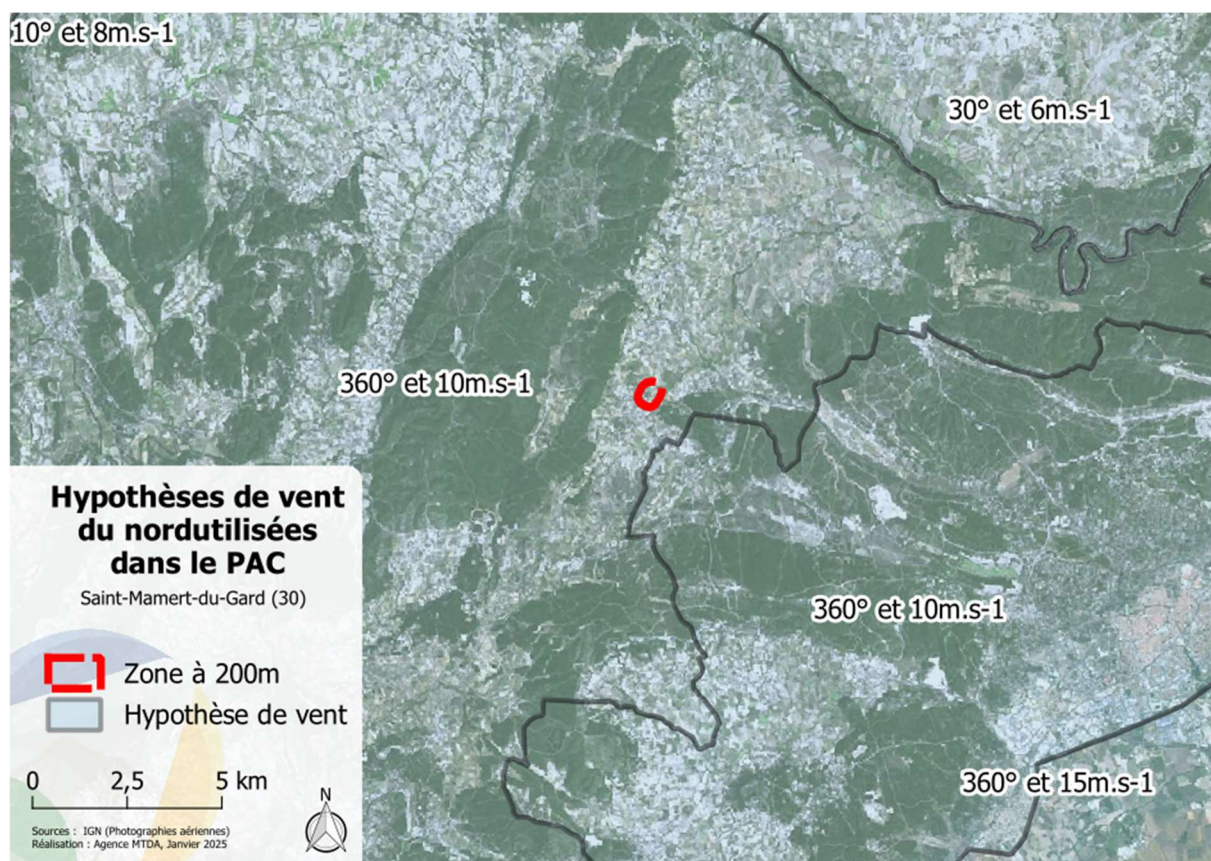 10° et 8m.s-1
30° et 6m.s-1
360° et 10m.s-1
360° et 10m.s-1
360° et 15m.s-1
Hypothèses de vent
du nordutilisées
dans le PAC
Saint-Mamert-du-Gard (30)
Zone à 200m
Hypothèse de vent
0 2,5 5 km
N
Sources : IGN (Photographies aériennes)
Réalisation : Agence MTDA, Janvier 2025